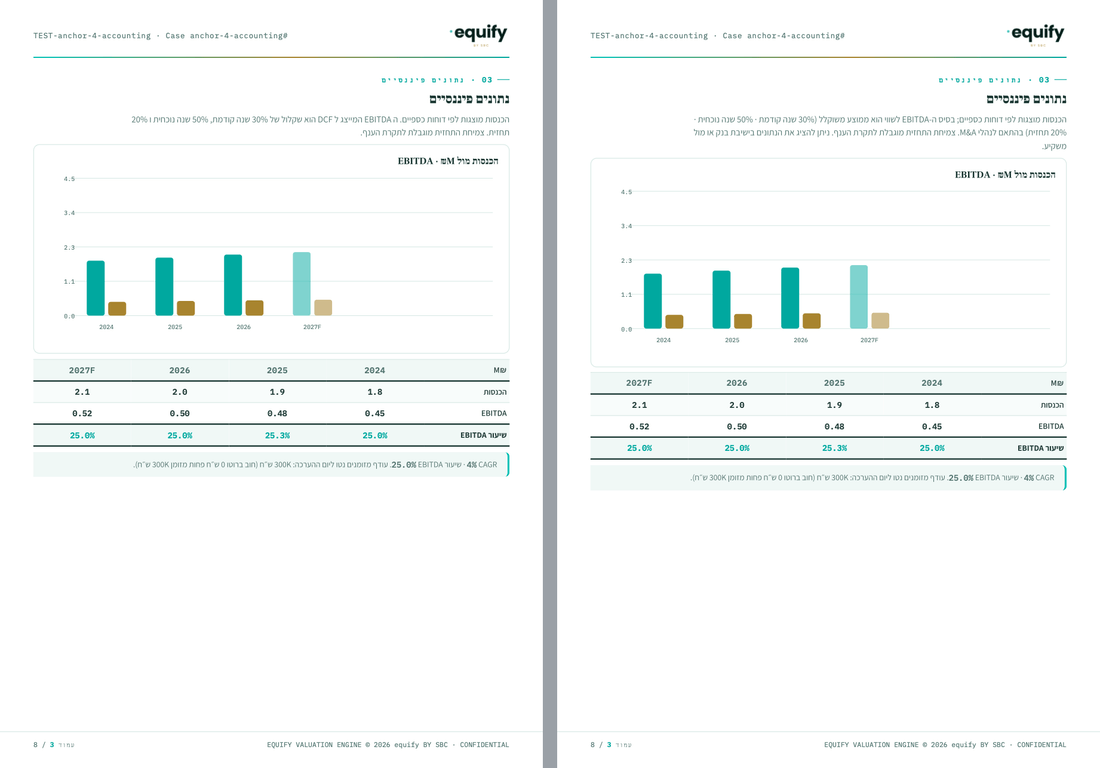 TEST-anchor-4-accounting · Case anchor-4-accounting#
equify
BY SBC
03 · נתונים פיננסיים
נתונים פיננסיים
הכנסות מוצגות לפי דוחות כספיים. ה EBITDA המייצג ל DCF הוא שקלול של 30% שנה קודמת, 50% שנה נוכחית ו 20%
תחזית. צמיחת התחזית מוגבלת לתקרת הענף.
הכנסות מול EBITDA · ₪M
4.5
3.4
2.3
1.1
0.0
2024
2025
2026
2027F
₪M 2024 2025 2026 2027F
הכנסות 1.8 1.9 2.0 2.1
EBITDA 0.45 0.48 0.50 0.52
שיעור EBITDA 25.0% 25.3% 25.0% 25.0%
CAGR 4% · שיעור EBITDA 25.0%. עודף מזומנים נטו ליום ההערכה: 300K ש״ח (חוב ברוטו 0 ש״ח פחות מזומן 300K ש״ח).
EQUIFY VALUATION ENGINE © 2026 equify BY SBC · CONFIDENTIAL
עמוד 3 / 8
TEST-anchor-4-accounting · Case anchor-4-accounting#
equify
BY SBC
03 · נתונים פיננסיים
נתונים פיננסיים
הכנסות מוצגות לפי דוחות כספיים; בסיס ה-EBITDA לשווי הוא ממוצע משוקלל (30% שנה קודמת · 50% שנה נוכחית ·
20% תחזית) בהתאם לנהלי M&A. צמיחת התחזית מוגבלת לתקרת הענף. ניתן להציג את הנתונים בישיבת בנק או מול
משקיע.
הכנסות מול EBITDA · ₪M
4.5
3.4
2.3
1.1
0.0
2024
2025
2026
2027F
₪M 2024 2025 2026 2027F
הכנסות 1.8 1.9 2.0 2.1
EBITDA 0.45 0.48 0.50 0.52
שיעור EBITDA 25.0% 25.3% 25.0% 25.0%
CAGR 4% · שיעור EBITDA 25.0%. עודף מזומנים נטו ליום ההערכה: 300K ש״ח (חוב ברוטו 0 ש״ח פחות מזומן 300K ש״ח).
EQUIFY VALUATION ENGINE © 2026 equify BY SBC · CONFIDENTIAL
עמוד 3 / 8